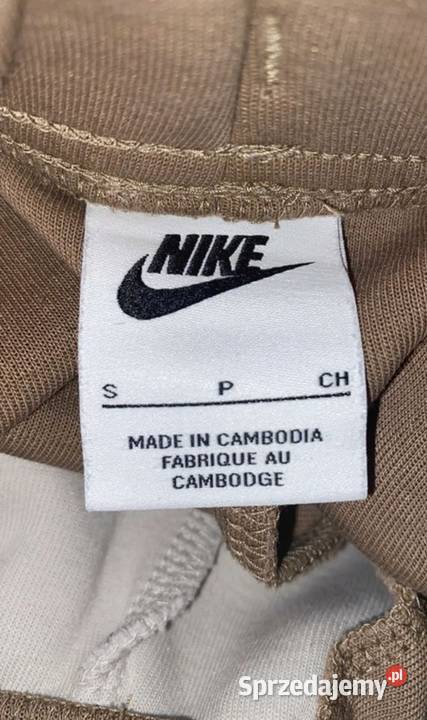 NIKE
S P CH
MADE IN CAMBODIA
FABRIQUE AU
CAMBODGE
Sprzedajemy.pl